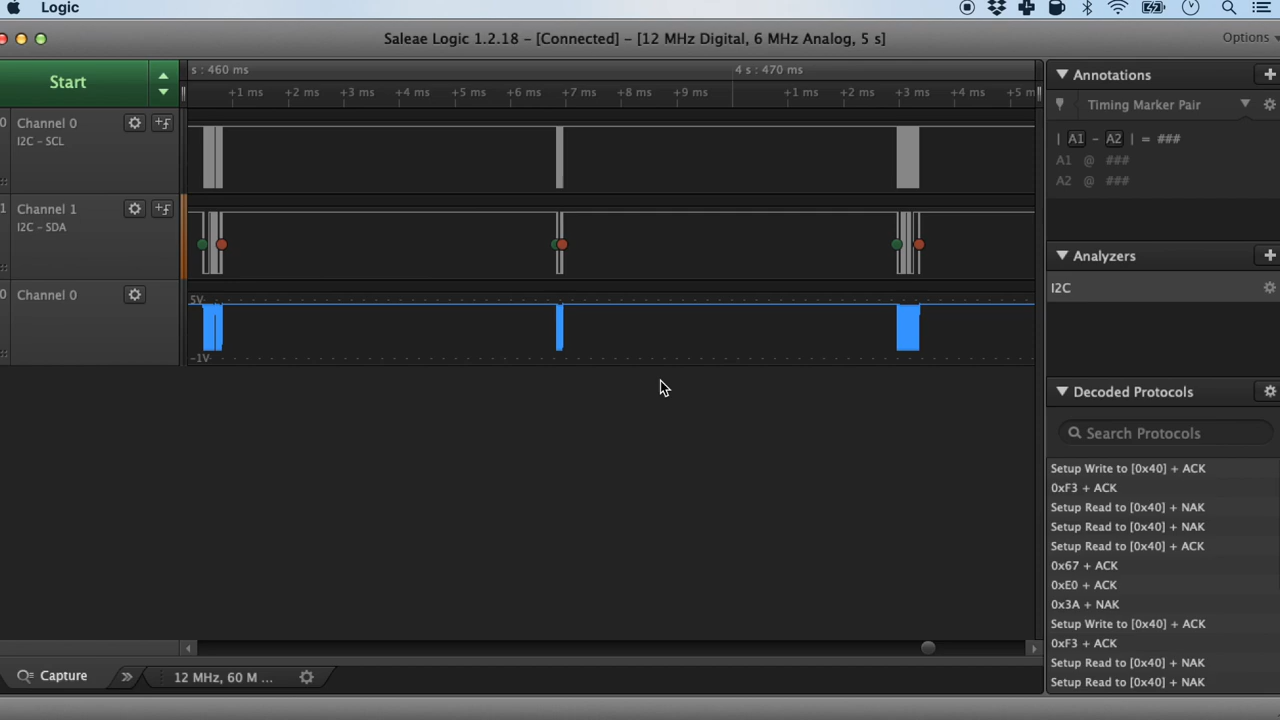 Logic
Saleae Logic 1.2.18 - [Connected] - [12 MHz Digital, 6 MHz Analog, 5 s]
Options
Start
s : 460 ms
4 s : 470 ms
+1 ms +2 ms +3 ms +4 ms +5 ms +6 ms +7 ms +8 ms +9 ms +1 ms +2 ms +3 ms +4 ms +5 m
0 Channel 0
I2C - SCL
1 Channel 1
I2C - SDA
0 Channel 0
5V
-1V
Annotations
Timing Marker Pair
| A1 - A2 | = ###
A1 @ ###
A2 @ ###
Analyzers
I2C
Decoded Protocols
Search Protocols
Setup Write to [0x40] + ACK
0xF3 + ACK
Setup Read to [0x40] + NAK
Setup Read to [0x40] + NAK
Setup Read to [0x40] + ACK
0x67 + ACK
0xE0 + ACK
0x3A + NAK
Setup Write to [0x40] + ACK
0xF3 + ACK
Setup Read to [0x40] + NAK
Setup Read to [0x40] + NAK
Capture
12 MHz, 60 M ...